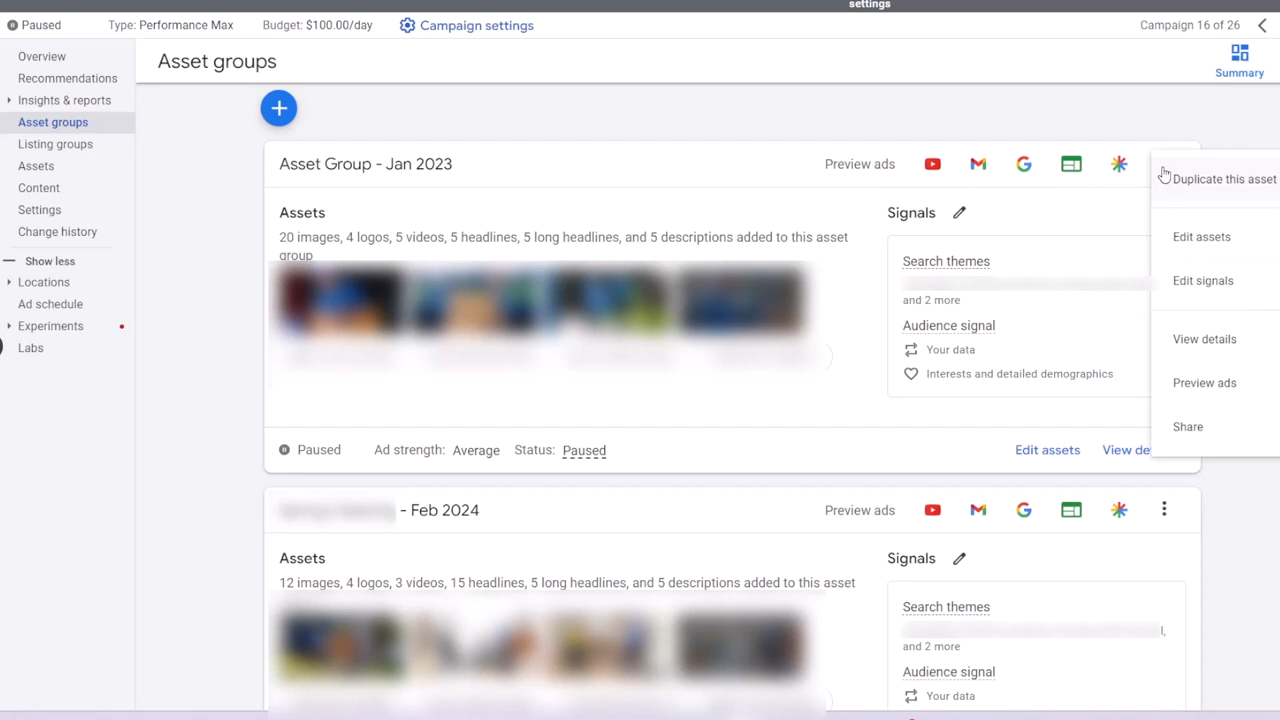 settings
Paused Type: Performance Max Budget: $100.00/day Campaign settings Campaign 16 of 26
Asset groups
Summary
Overview
Recommendations
Insights & reports
Asset groups
Listing groups
Assets
Content
Settings
Change history
Show less
Locations
Ad schedule
Experiments
Labs
Asset Group - Jan 2023 Preview ads
Assets
20 images, 4 logos, 5 videos, 5 headlines, 5 long headlines, and 5 descriptions added to this asset
group
Signals
Search themes
and 2 more
Audience signal
Your data
Interests and detailed demographics
Paused Ad strength: Average Status: Paused Edit assets View de
Duplicate this asset
Edit assets
Edit signals
View details
Preview ads
Share
- Feb 2024 Preview ads
Assets
12 images, 4 logos, 3 videos, 15 headlines, 5 long headlines, and 5 descriptions added to this asset
Signals
Search themes
and 2 more
Audience signal
Your data